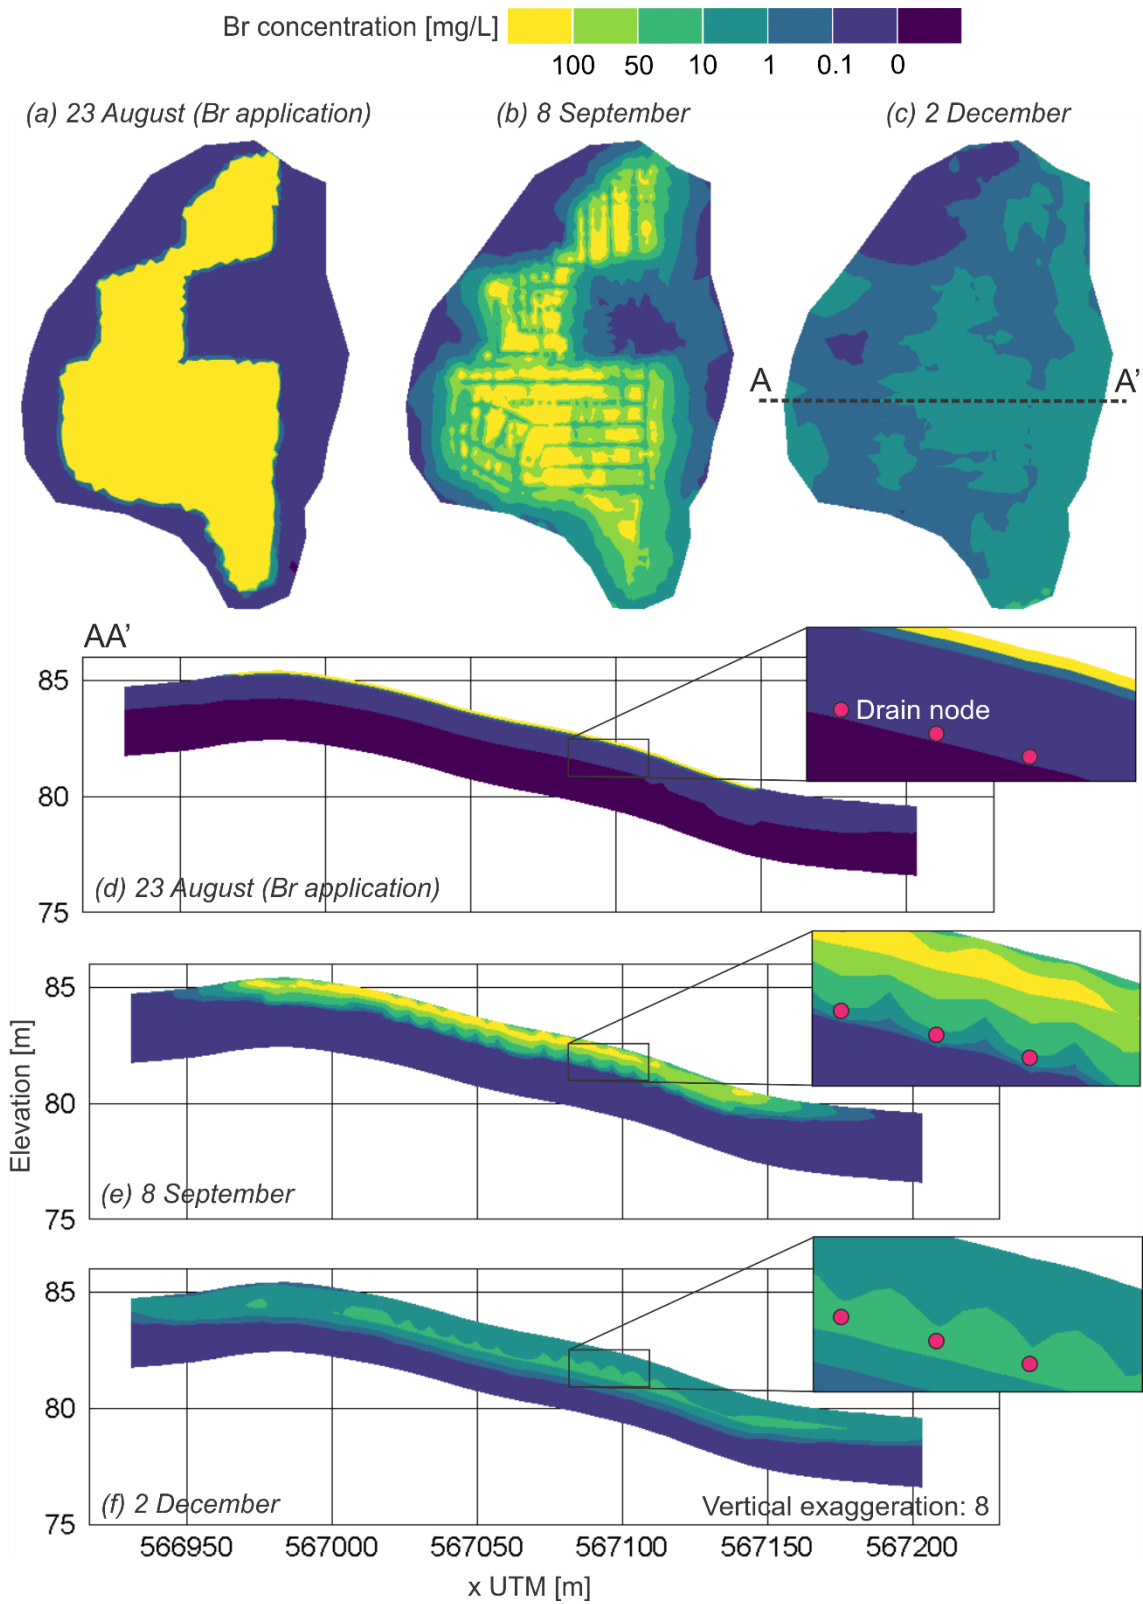 Br concentration [mg/L]
100 50 10 1 0.1 0
(a) 23 August (Br application)
(b) 8 September
(c) 2 December
A A’
AA’
85
80
75
Drain node
(d) 23 August (Br application)
85
80
75
(e) 8 September
Elevation [m]
85
80
75
(f) 2 December
Vertical exaggeration: 8
566950 567000 567050 567100 567150 567200
x UTM [m]